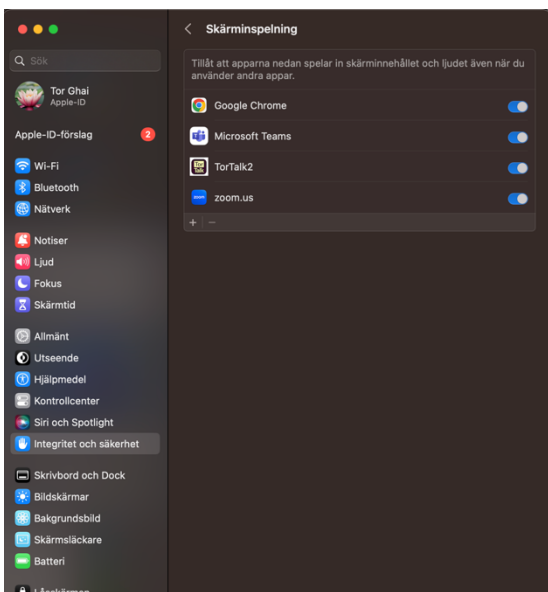 Skärminspelning
Sök
Tor Ghai
Apple-ID
Apple-ID-förslag 2
Wi-Fi
Bluetooth
Nätverk
Notiser
Ljud
Fokus
Skärmtid
Allmänt
Utseende
Hjälpmedel
Kontrollcenter
Siri och Spotlight
Integritet och säkerhet
Skrivbord och Dock
Bildskärmar
Bakgrundsbild
Skärmsläckare
Batteri
Tillåt att apparna nedan spelar in skärminnehållet och ljudet även när du
använder andra appar.
Google Chrome
Microsoft Teams
Tor
Talk
TorTalk2
zoom
zoom.us
+ −